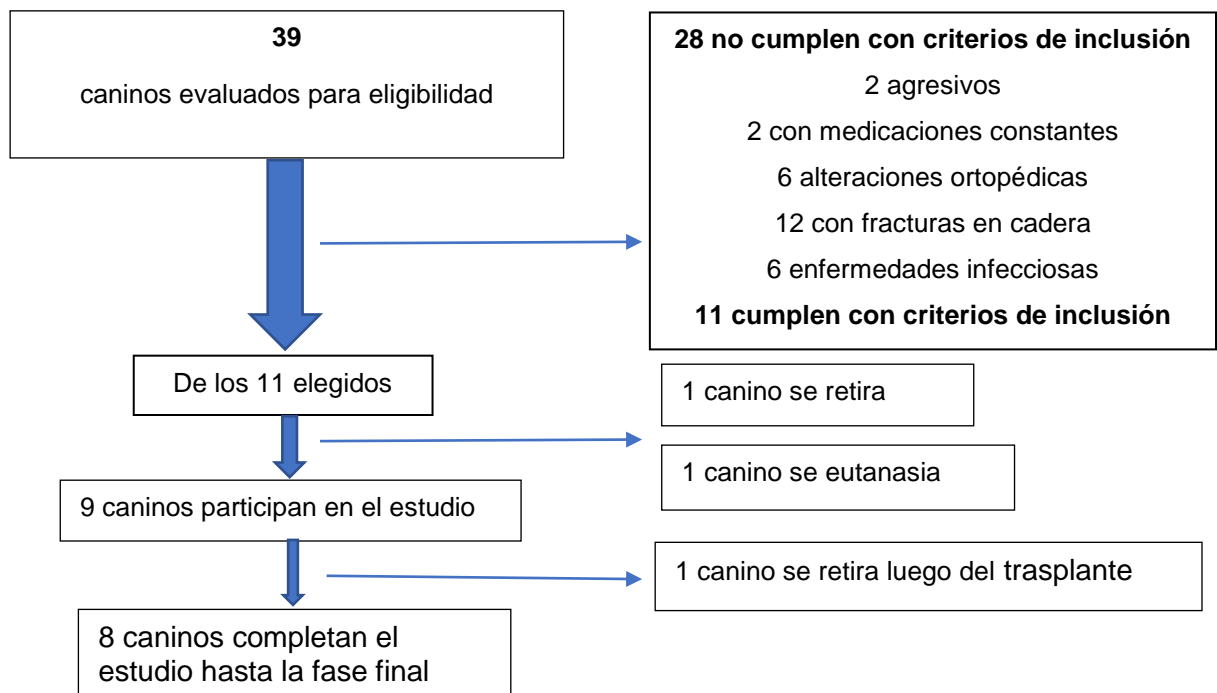 39
caninos evaluados para eligibilidad
28 no cumplen con criterios de inclusión
2 agresivos
2 con medicaciones constantes
6 alteraciones ortopédicas
12 con fracturas en cadera
6 enfermedades infecciosas
11 cumplen con criterios de inclusión
De los 11 elegidos
1 canino se retira
1 canino se eutanasia
9 caninos participan en el estudio
1 canino se retira luego del trasplante
8 caninos completan el
estudio hasta la fase final